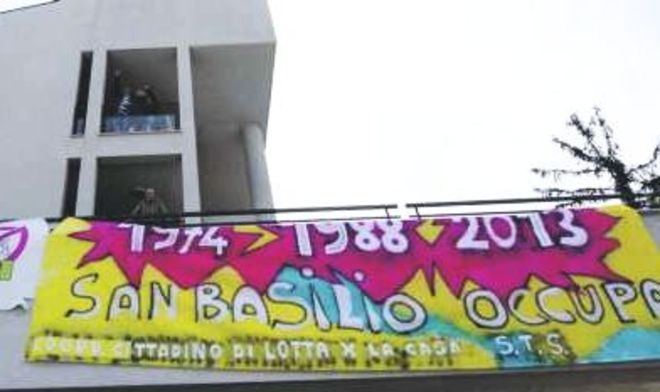 1974 > 1988 < 2013
SAN BASILIO OCCUPA
CITTADINO DI LOTTA X LA CASA S.T.S.